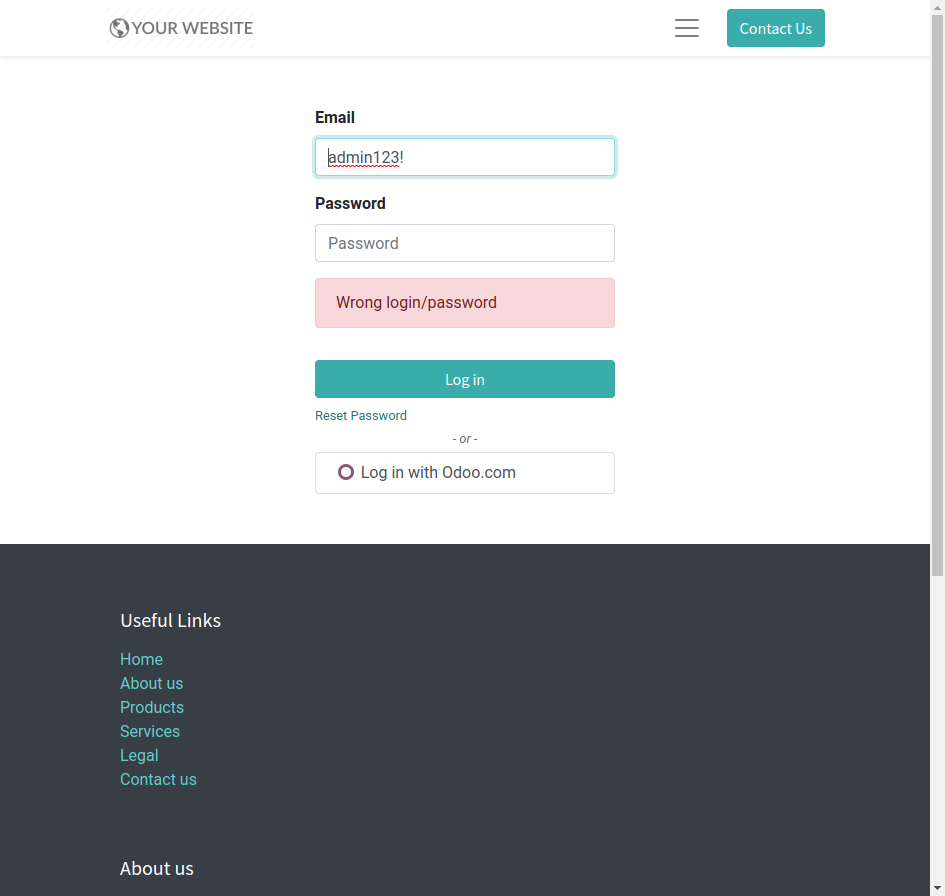 YOUR WEBSITE
Contact Us
Email
admin123!
Password
Password
Wrong login/password
Log in
Reset Password
- or -
Log in with Odoo.com
Useful Links
Home
About us
Products
Services
Legal
Contact us
About us